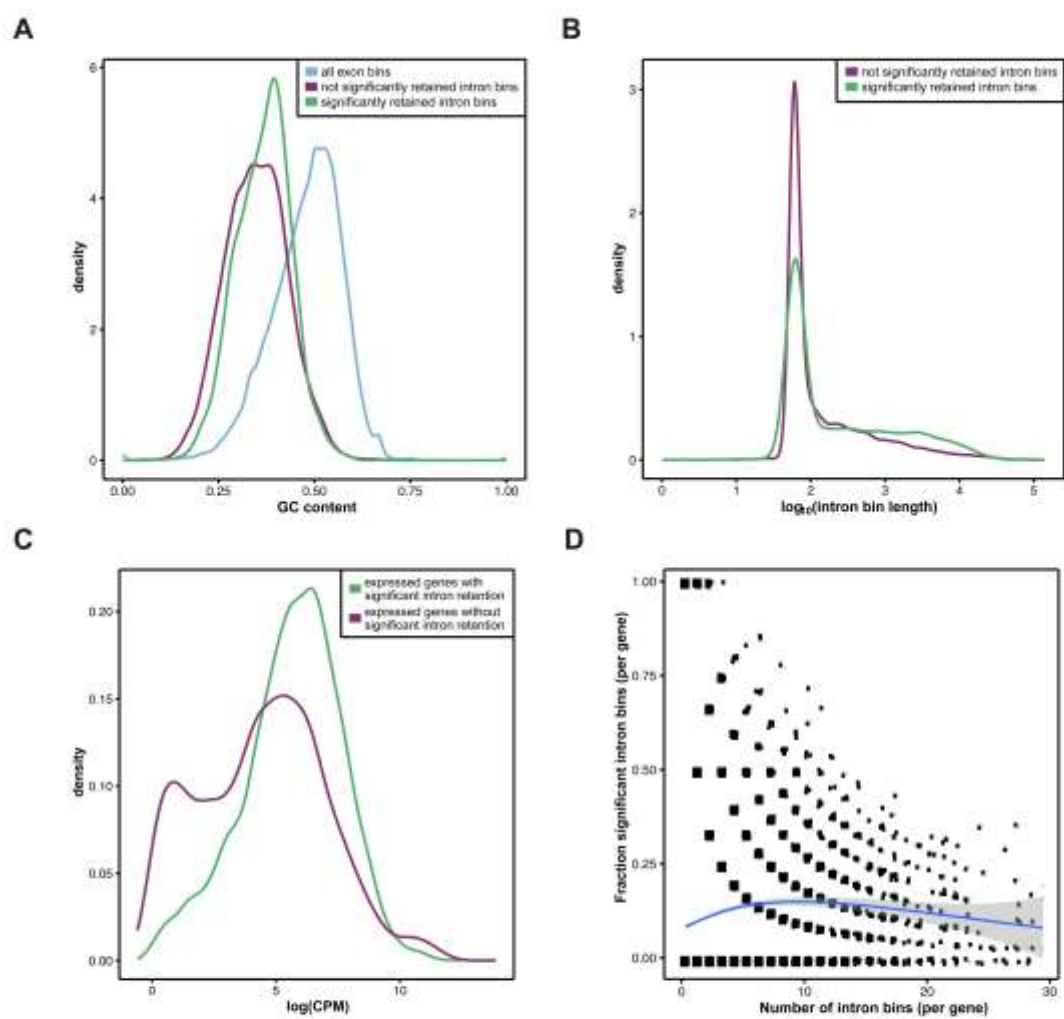 A
B
all exon bins
not significantly retained intron bins
significantly retained intron bins
6
4
2
0
density
0.00
0.25
0.50
0.75
1.00
GC content
not significantly retained intron bins
significantly retained intron bins
3
2
1
0
density
0
1
2
3
4
5
log₁₀(intron bin length)
C
D
expressed genes with
significant intron retention
expressed genes without
significant intron retention
0.20
0.15
0.10
0.05
0.00
density
0
5
10
log(CPM)
1.00
0.75
0.50
0.25
0.00
Fraction significant intron bins (per gene)
0
10
20
30
Number of intron bins (per gene)